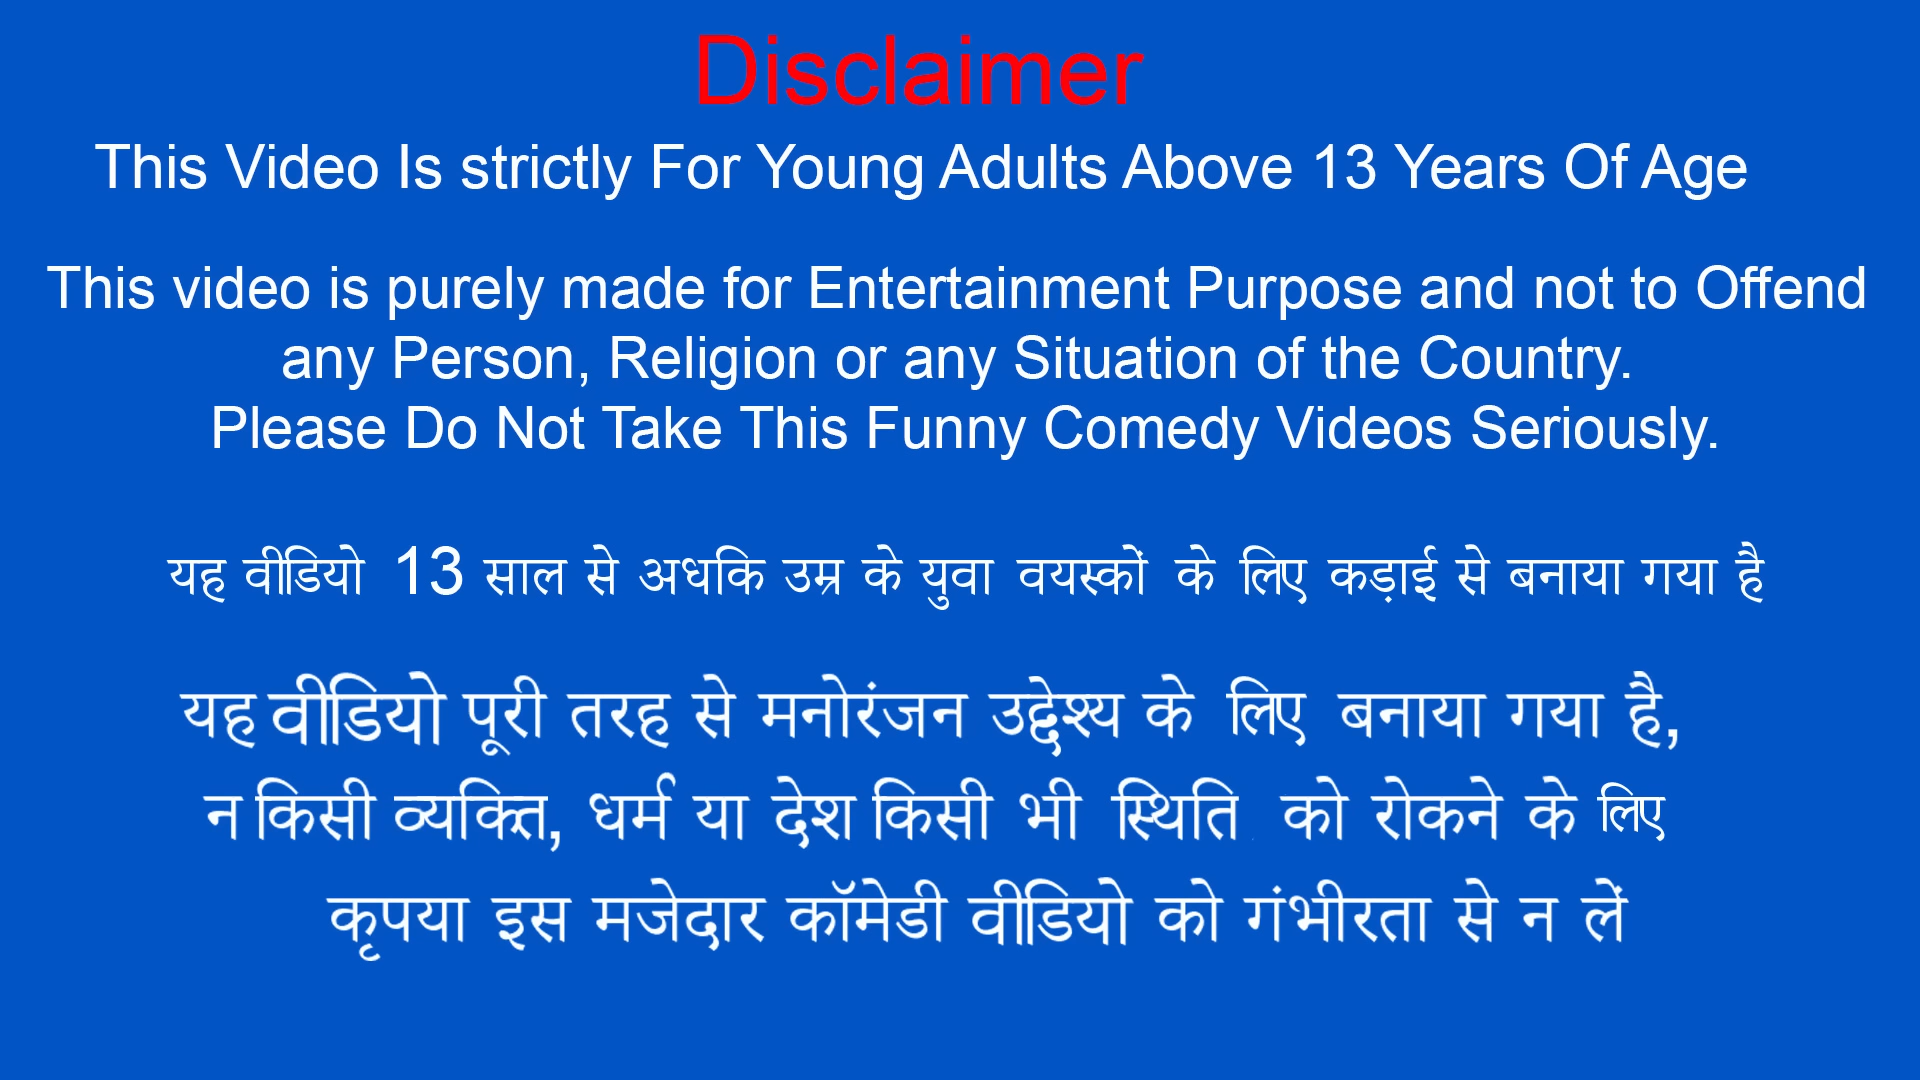 Disclaimer
This Video Is strictly For Young Adults Above 13 Years Of Age
This video is purely made for Entertainment Purpose and not to Offend
any Person, Religion or any Situation of the Country.
Please Do Not Take This Funny Comedy Videos Seriously.
यह वीडियो 13 साल से अधकि उम्र के युवा वयस्कों के लिए कड़ाई से बनाया गया है
यह वीडियो पूरी तरह से मनोरंजन उद्देश्य के लिए बनाया गया है,
न किसी व्यक्ति, धर्म या देश किसी भी स्थिति को रोकने के लिए
कृपया इस मजेदार कॉमेडी वीडियो को गंभीरता से न लें